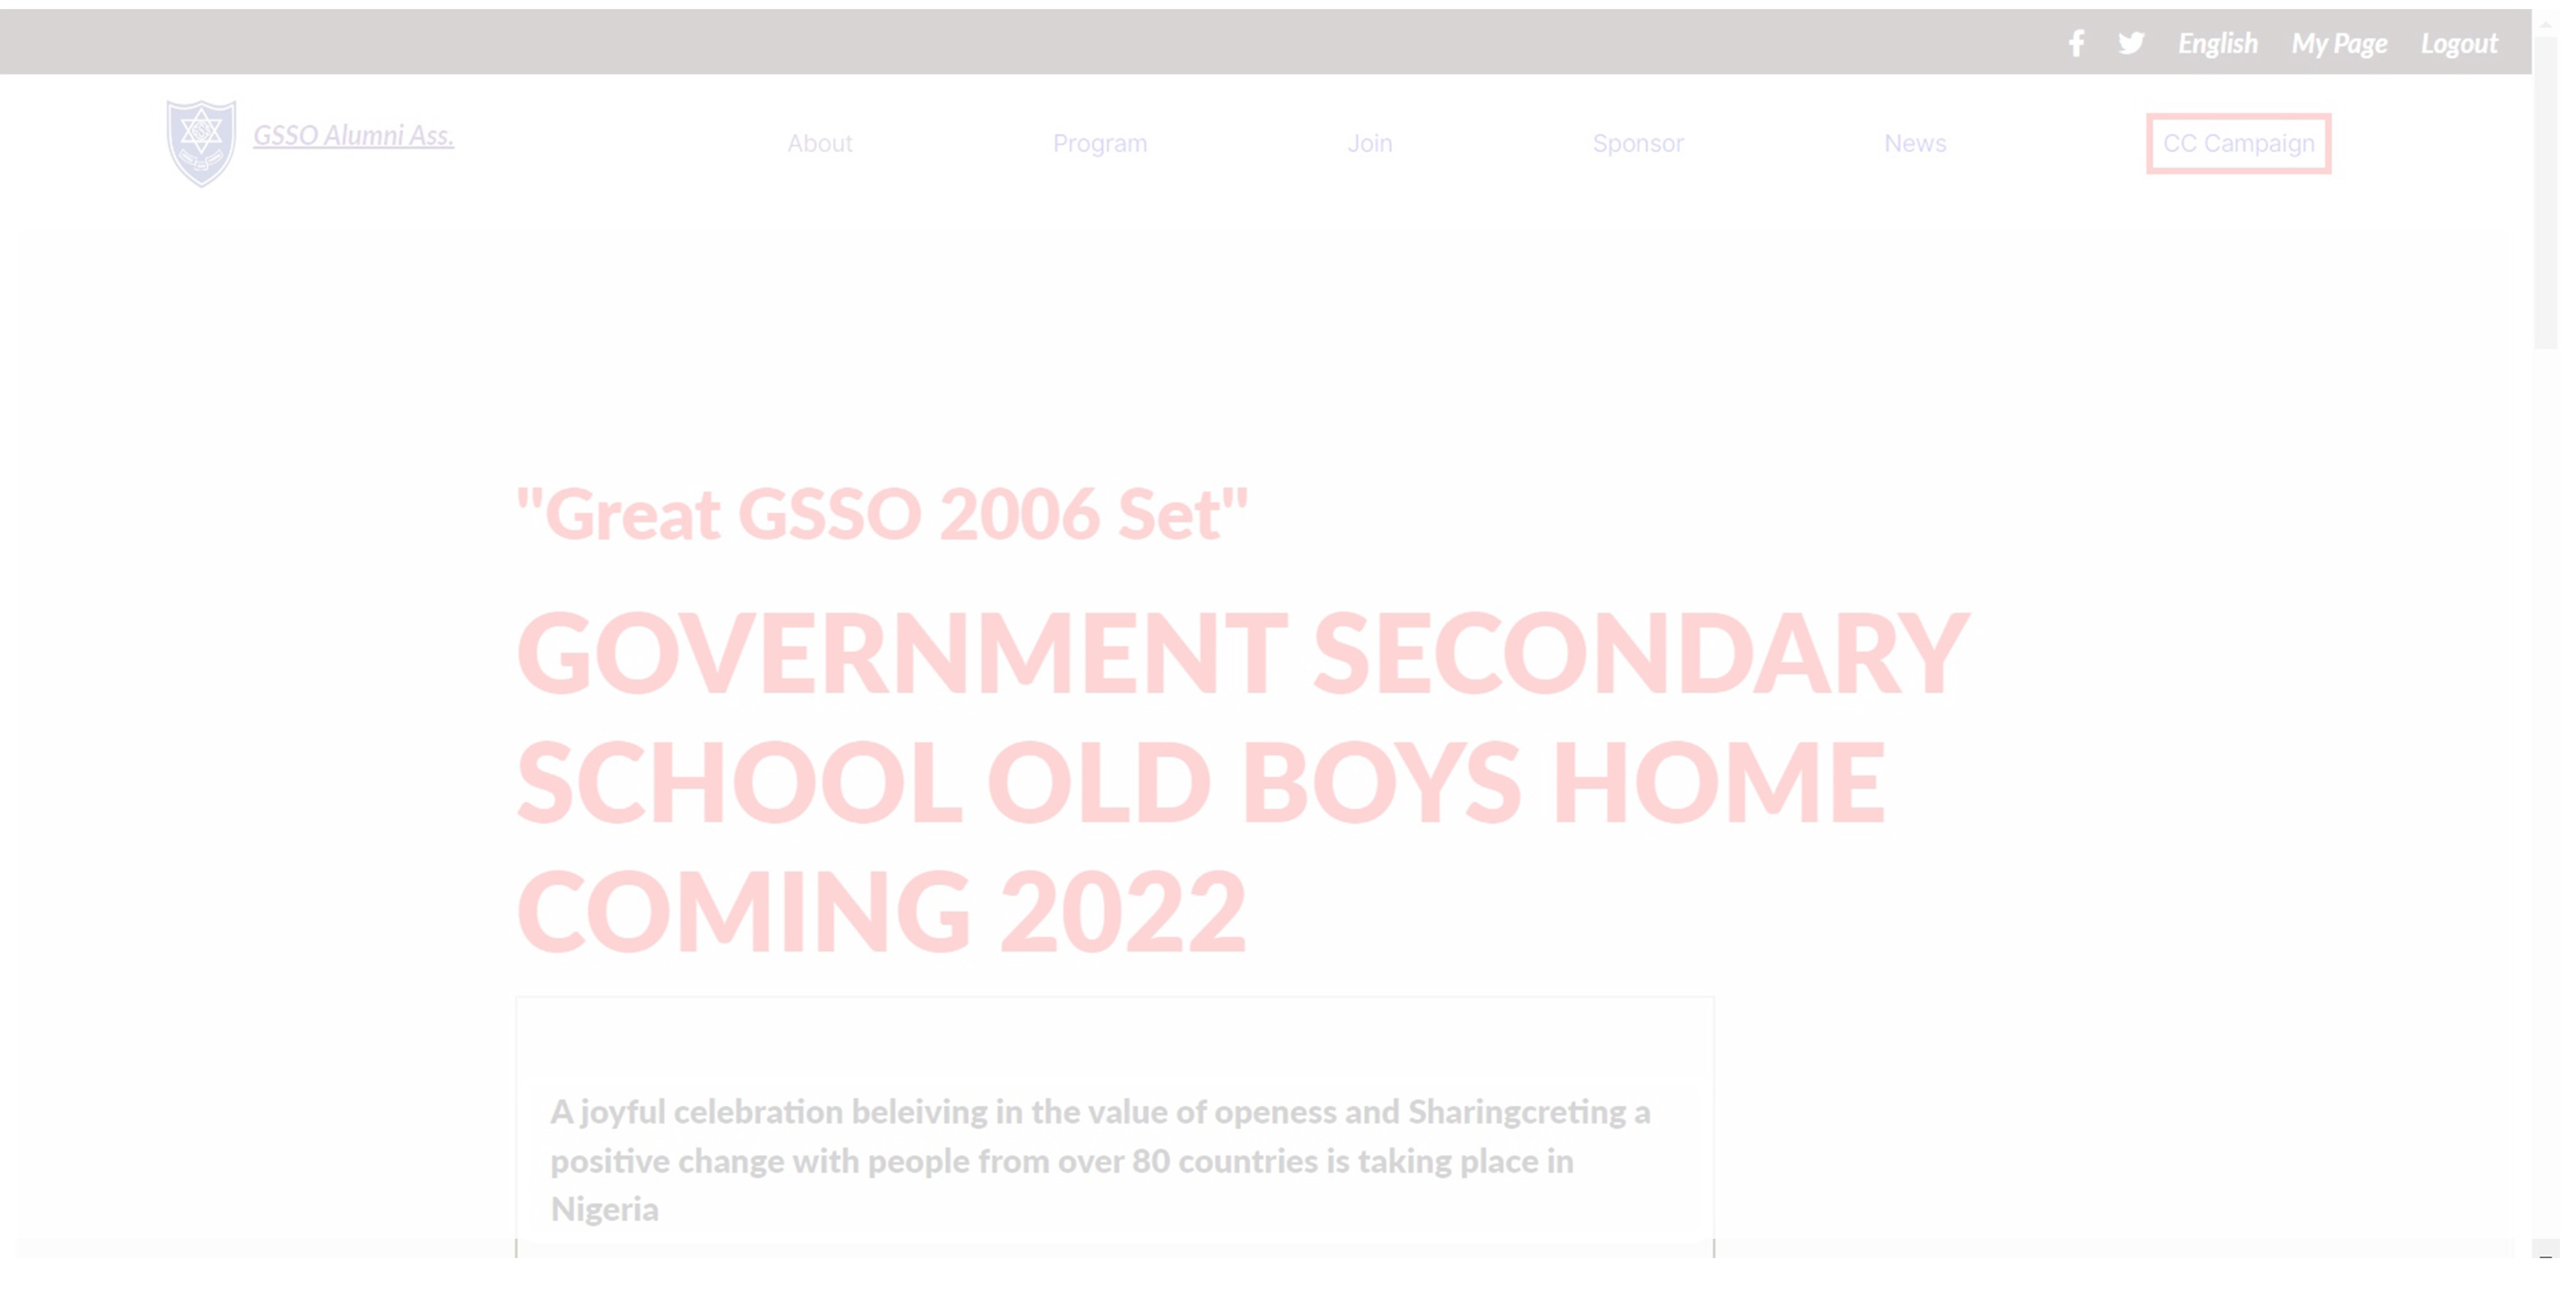 English My Page Logout
GSSO Alumni Ass. About Program Join Sponsor News CC Campaign
"Great GSSO 2006 Set"
GOVERNMENT SECONDARY
SCHOOL OLD BOYS HOME
COMING 2022
A joyful celebration beleiving in the value of openess and Sharingcreting a
positive change with people from over 80 countries is taking place in
Nigeria